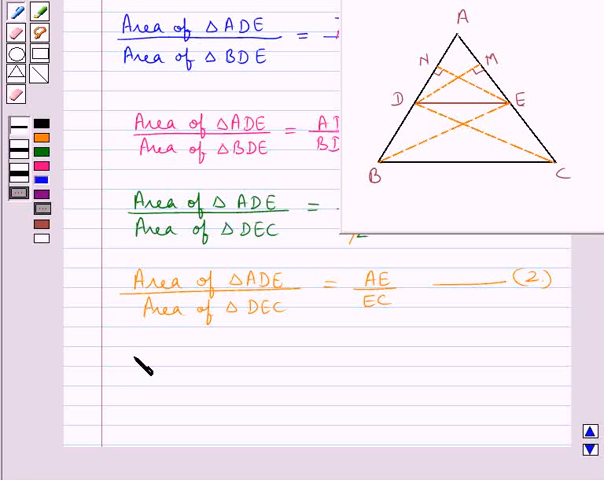 Area of △ ADE / Area of △ BDE =
Area of △ADE / Area of △BDE =
Area of △ ADE / Area of △ DEC =
Area of △ADE / Area of △ DEC = AE / EC —— (2)
A
N M
D E
B C